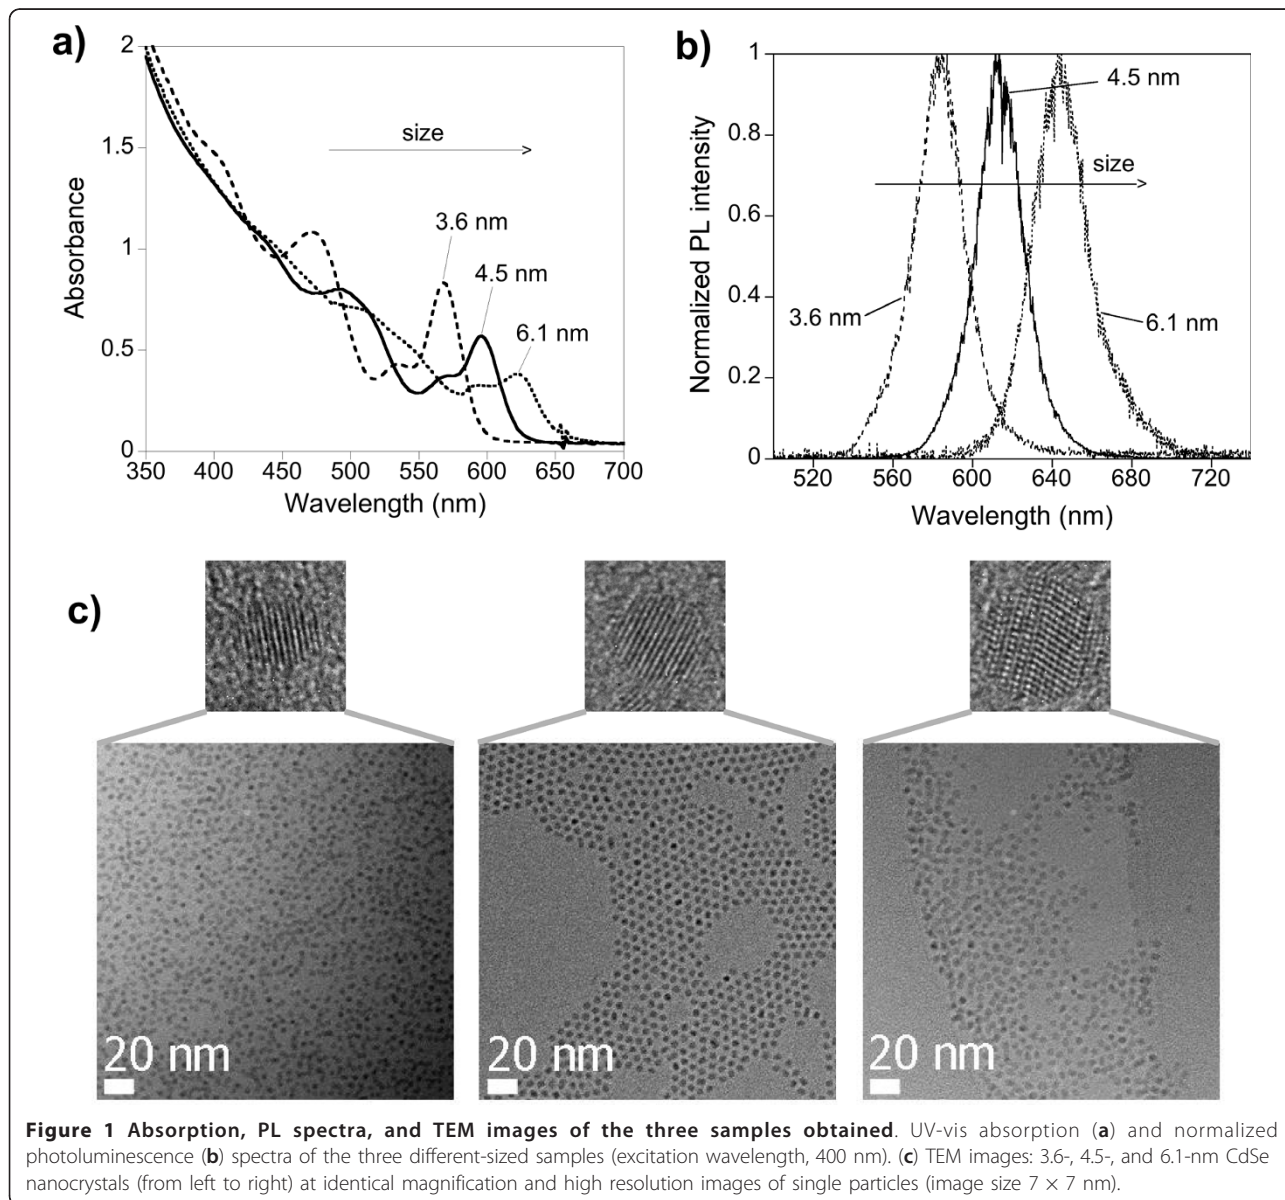 a)
2
1.5
1
0.5
0
Absorbance
size
3.6 nm
4.5 nm
6.1 nm
350 400 450 500 550 600 650 700
Wavelength (nm)
b)
1
0.8
0.6
0.4
0.2
0
Normalized PL intensity
4.5 nm
size
3.6 nm
6.1 nm
520 560 600 640 680 720
Wavelength (nm)
c)
20 nm
20 nm
20 nm
Figure 1 Absorption, PL spectra, and TEM images of the three samples obtained. UV-vis absorption (a) and normalized
photoluminescence (b) spectra of the three different-sized samples (excitation wavelength, 400 nm). (c) TEM images: 3.6-, 4.5-, and 6.1-nm CdSe
nanocrystals (from left to right) at identical magnification and high resolution images of single particles (image size 7 × 7 nm).